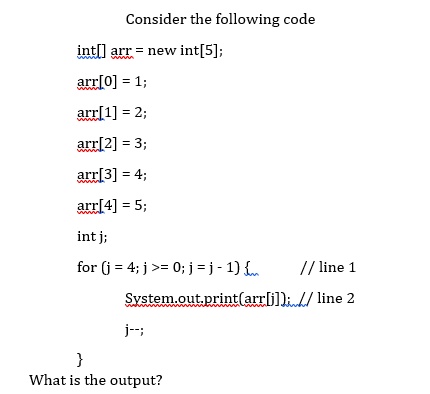 Consider the following code
int[] arr = new int[5];
arr[0] = 1;
arr[1] = 2;
arr[2] = 3;
arr[3] = 4;
arr[4] = 5;
int j;
for (j = 4; j >= 0; j = j - 1) { // line 1
System.out.print(arr[j]); // line 2
j--;
}
What is the output?